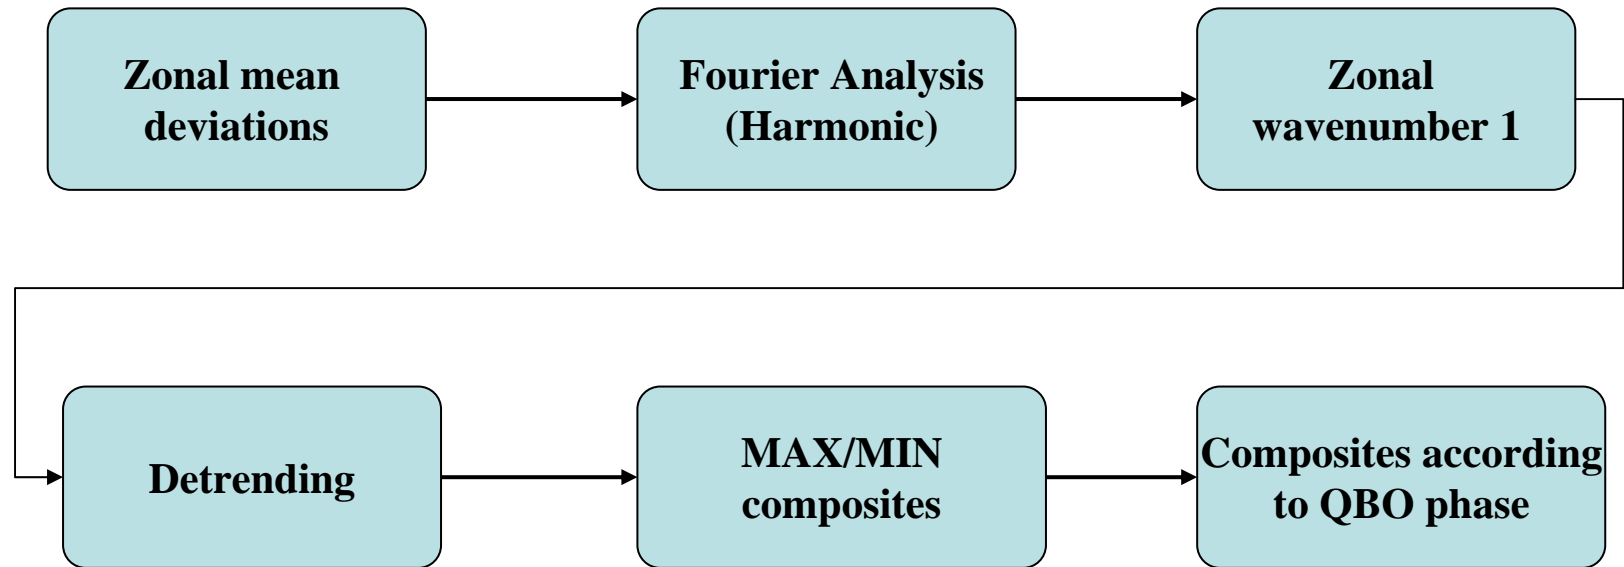 Zonal mean
deviations
Fourier Analysis
(Harmonic)
Zonal
wavenumber 1
Detrending
MAX/MIN
composites
Composites according
to QBO phase